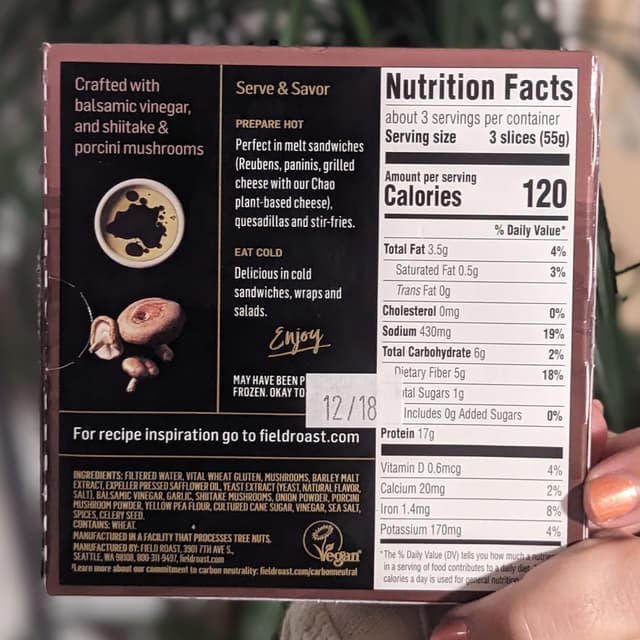 Crafted with
balsamic vinegar,
and shiitake &
porcini mushrooms
Serve & Savor
PREPARE HOT
Perfect in melt sandwiches
(Reubens, paninis, grilled
cheese with our Chao
plant-based cheese),
quesadillas and stir-fries.
EAT COLD
Delicious in cold
sandwiches, wraps and
salads.
Enjoy
MAY HAVE BEEN P
FROZEN. OKAY TO
12/18
For recipe inspiration go to fieldroast.com
INGREDIENTS: FILTERED WATER, VITAL WHEAT GLUTEN, MUSHROOMS, BARLEY MALT
EXTRACT, EXPELLER PRESSED SAFFLOWER OIL, YEAST EXTRACT (YEAST, NATURAL FLAVOR,
SALT), BALSAMIC VINEGAR, GARLIC, SHIITAKE MUSHROOMS, ONION POWDER, PORCINI
MUSHROOM POWDER, YELLOW PEA FLOUR, CULTURED CANE SUGAR, VINEGAR, SEA SALT,
SPICES, CELERY SEED.
CONTAINS: WHEAT.
MANUFACTURED IN A FACILITY THAT PROCESSES TREE NUTS.
MANUFACTURED BY: FIELD ROAST, 3901 7TH AVE S.,
SEATTLE, WA 98108, 800-311-9497, fieldroast.com
Learn more about our commitment to carbon neutrality: fieldroast.com/carbonneutral
Vegan
Nutrition Facts
about 3 servings per container
Serving size 3 slices (55g)
Amount per serving
Calories 120
% Daily Value*
Total Fat 3.5g 4%
Saturated Fat 0.5g 3%
Trans Fat 0g
Cholesterol 0mg 0%
Sodium 430mg 19%
Total Carbohydrate 6g 2%
Dietary Fiber 5g 18%
tal Sugars 1g
Includes 0g Added Sugars 0%
Protein 17g
Vitamin D 0.6mcg 4%
Calcium 20mg 2%
Iron 1.4mg 8%
Potassium 170mg 4%
*The % Daily Value (DV) tells you how much a nutrie
in a serving of food contributes to a daily diet.
calories a day is used for general nutrition